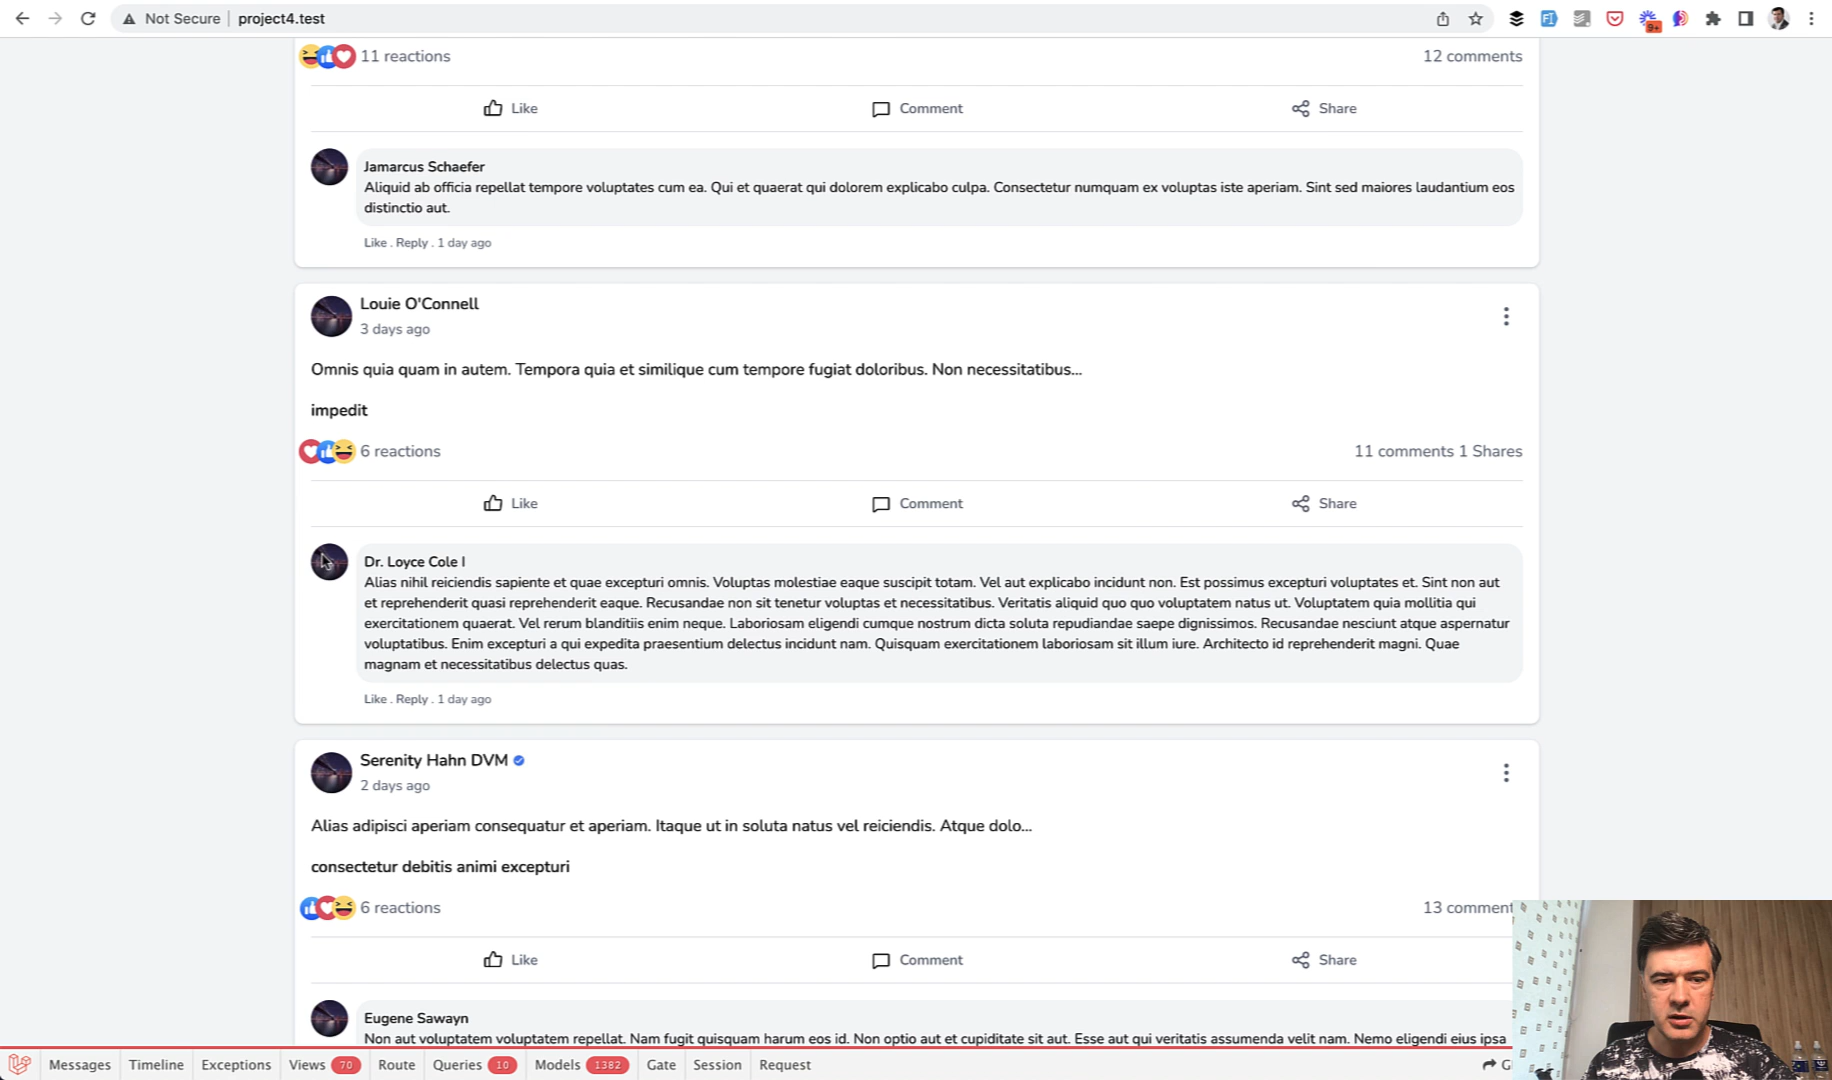 Not Secure
project4.test
9+
11 reactions
12 comments
Like
Comment
Share
Jamarcus Schaefer
Aliquid ab officia repellat tempore voluptates cum ea. Qui et quaerat qui dolorem explicabo culpa. Consectetur numquam ex voluptas iste aperiam. Sint sed maiores laudantium eos
distinctio aut.
Like . Reply . 1 day ago
Louie O'Connell
3 days ago
Omnis quia quam in autem. Tempora quia et similique cum tempore fugiat doloribus. Non necessitatibus...
impedit
6 reactions
11 comments 1 Shares
Like
Comment
Share
Dr. Loyce Cole I
Alias nihil reiciendis sapiente et quae excepturi omnis. Voluptas molestiae eaque suscipit totam. Vel aut explicabo incidunt non. Est possimus excepturi voluptates et. Sint non aut
et reprehenderit quasi reprehenderit eaque. Recusandae non sit tenetur voluptas et necessitatibus. Veritatis aliquid quo quo voluptatem natus ut. Voluptatem quia mollitia qui
exercitationem quaerat. Vel rerum blanditiis enim neque. Laboriosam eligendi cumque nostrum dicta soluta repudiandae saepe dignissimos. Recusandae nesciunt atque aspernatur
voluptatibus. Enim excepturi a qui expedita praesentium delectus incidunt nam. Quisquam exercitationem laboriosam sit illum iure. Architecto id reprehenderit magni. Quae
magnam et necessitatibus delectus quas.
Like . Reply . 1 day ago
Serenity Hahn DVM
2 days ago
Alias adipisci aperiam consequatur et aperiam. Itaque ut in soluta natus vel reiciendis. Atque dolo...
consectetur debitis animi excepturi
6 reactions
13 comment
Like
Comment
Share
Eugene Sawayn
Non aut voluptatem voluptatem repellat. Nam fugit quisquam harum eos id. Non optio aut et cupiditate sit aut. Esse aut qui veritatis assumenda velit nam. Nemo eligendi eius ipsa
Messages
Timeline
Exceptions
Views 70
Route
Queries 10
Models 1382
Gate
Session
Request